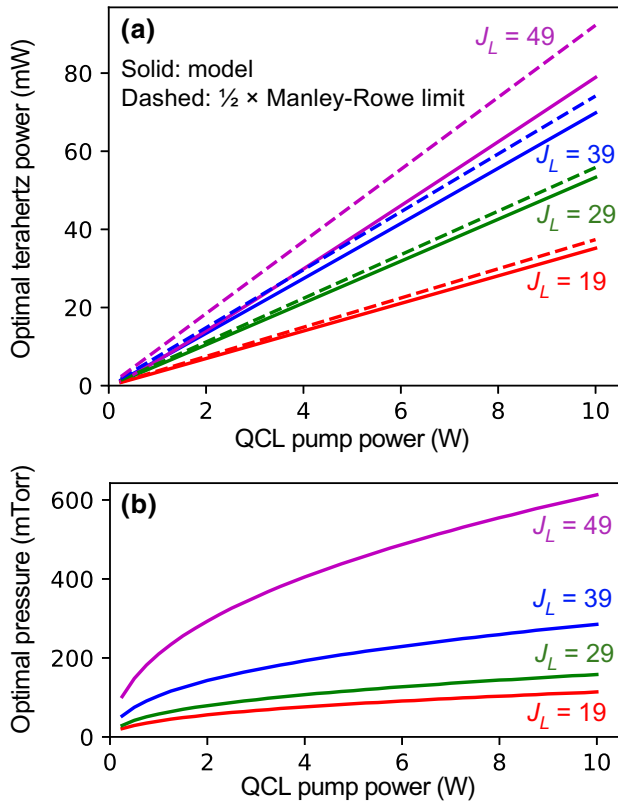 (a)
Solid: model
Dashed: ½ × Manley-Rowe limit
J_L = 49
J_L = 39
J_L = 29
J_L = 19
Optimal terahertz power (mW)
80
60
40
20
0
0 2 4 6 8 10
QCL pump power (W)
(b)
J_L = 49
J_L = 39
J_L = 29
J_L = 19
Optimal pressure (mTorr)
600
400
200
0
0 2 4 6 8 10
QCL pump power (W)